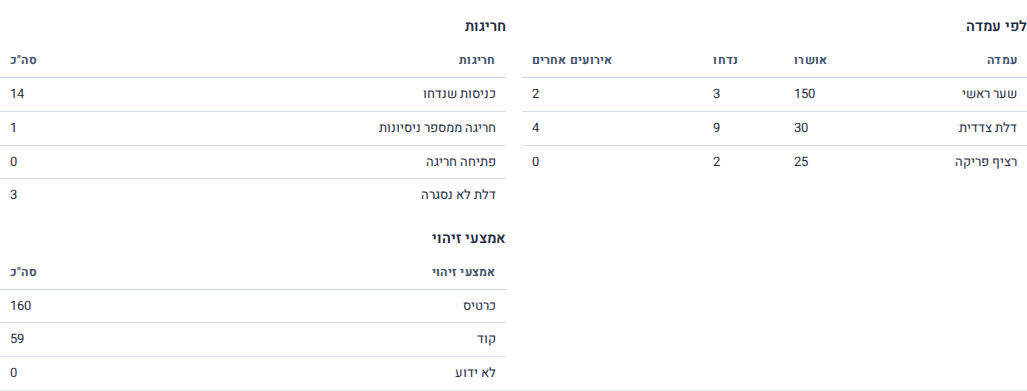 לפי עמדה
עמדה אושרו נדחו אירועים אחרים
שער ראשי 150 3 2
דלת צדדית 30 9 4
רציף פריקה 25 2 0
חריגות
חריגות סה"כ
כניסות שנדחו 14
חריגה ממספר ניסיונות 1
פתיחה חריגה 0
דלת לא נסגרה 3
אמצעי זיהוי
אמצעי זיהוי סה"כ
כרטיס 160
קוד 59
לא ידוע 0